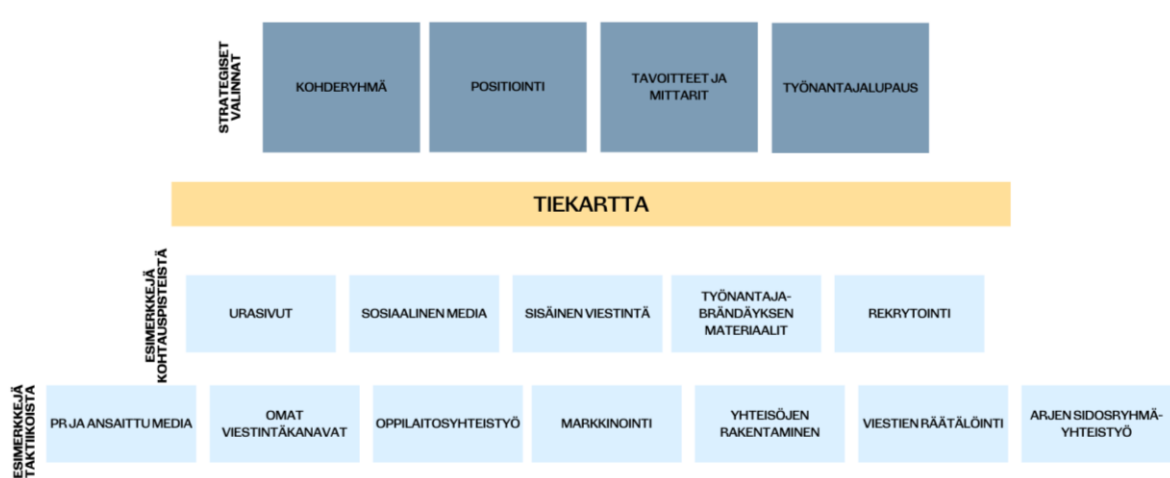 STRATEGISET
VALINNAT
KOHDERYHMÄ
POSITIOINTI
TAVOITTEET JA
MITTARIT
TYÖNANTAJALUPAUS
TIEKARTTA
ESIMERKKEJÄ
KOHTAUSPISTEISTÄ
URASIVUT
SOSIAALINEN MEDIA
SISÄINEN VIESTINTÄ
TYÖNANTAJA-
BRÄNDÄYKSEN
MATERIAALIT
REKRYTOINTI
ESIMERKKEJÄ
TAKTIIKOISTA
PR JA ANSAITTU MEDIA
OMAT
VIESTINTÄKANAVAT
OPPILAITOSYHTEISTYÖ
MARKKINOINTI
YHTEISÖJEN
RAKENTAMINEN
VIESTIEN RÄÄTÄLÖINTI
ARJEN SIDOSRYHMÄ-
YHTEISTYÖ